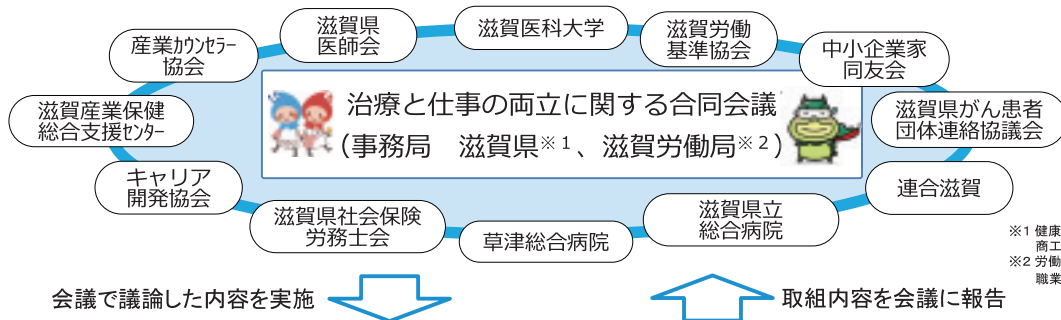 滋賀県
医師会
滋賀医科大学
滋賀労働
基準協会
産業ｶｳﾝｾﾗｰ
協会
中小企業家
同友会
滋賀産業保健
総合支援ｾﾝﾀｰ
治療と仕事の両立に関する合同会議
（事務局　滋賀県※１、滋賀労働局※２）
滋賀県がん患者
団体連絡協議会
キャリア
開発協会
連合滋賀
滋賀県社会保険
労務士会
草津総合病院
滋賀県立
総合病院
※1 健康
商工
※2 労働
職業
会議で議論した内容を実施
取組内容を会議に報告